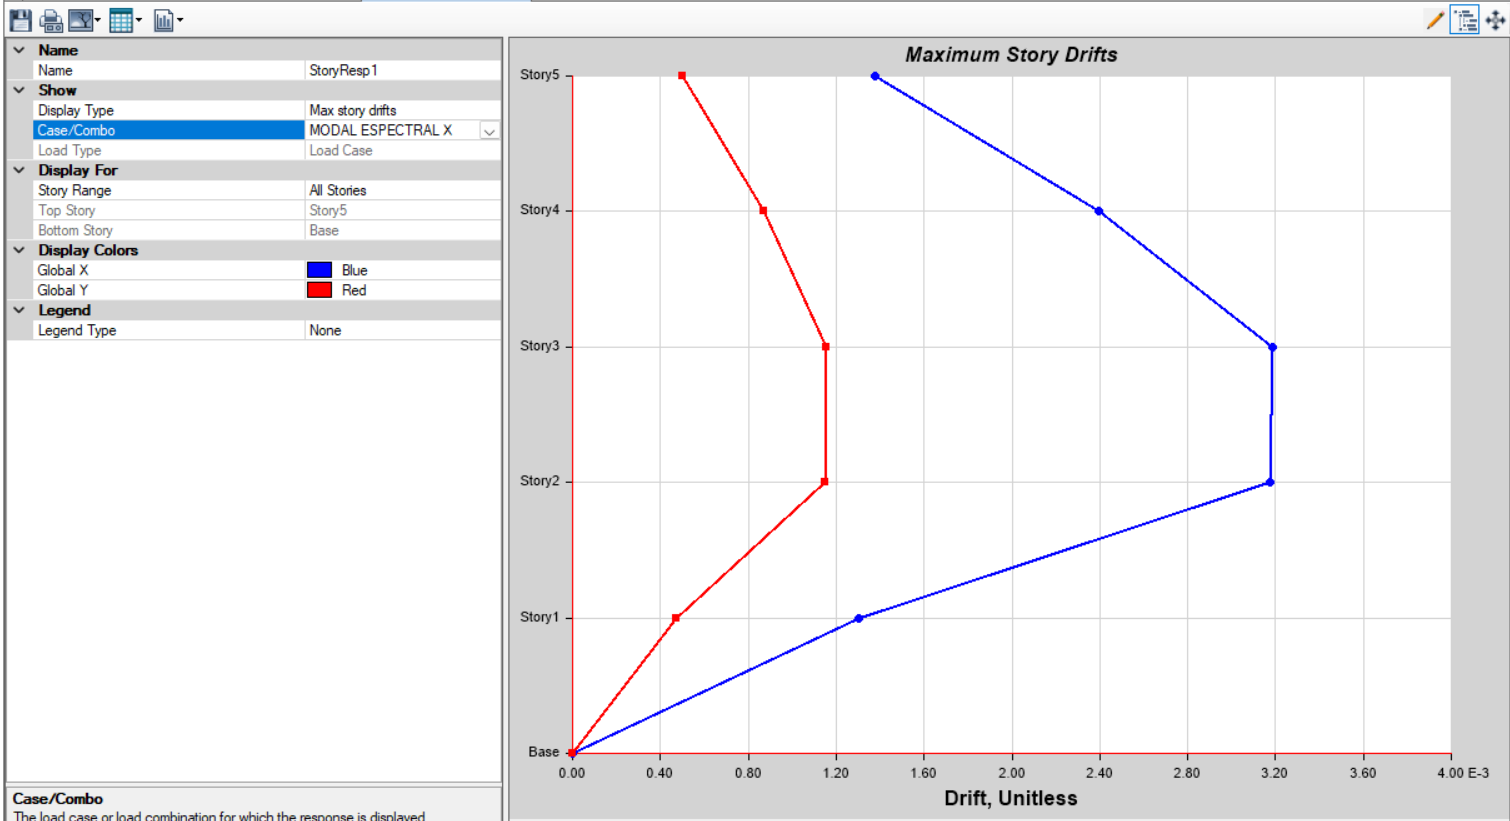 Name
Name StoryResp1
Show
Display Type Max story drifts
Case/Combo MODAL ESPECTRAL X
Load Type Load Case
Display For
Story Range All Stories
Top Story Story5
Bottom Story Base
Display Colors
Global X Blue
Global Y Red
Legend
Legend Type None
Case/Combo
The load case or load combination for which the response is displayed.
Maximum Story Drifts
Story5
Story4
Story3
Story2
Story1
Base
0.00 0.40 0.80 1.20 1.60 2.00 2.40 2.80 3.20 3.60 4.00 E-3
Drift, Unitless